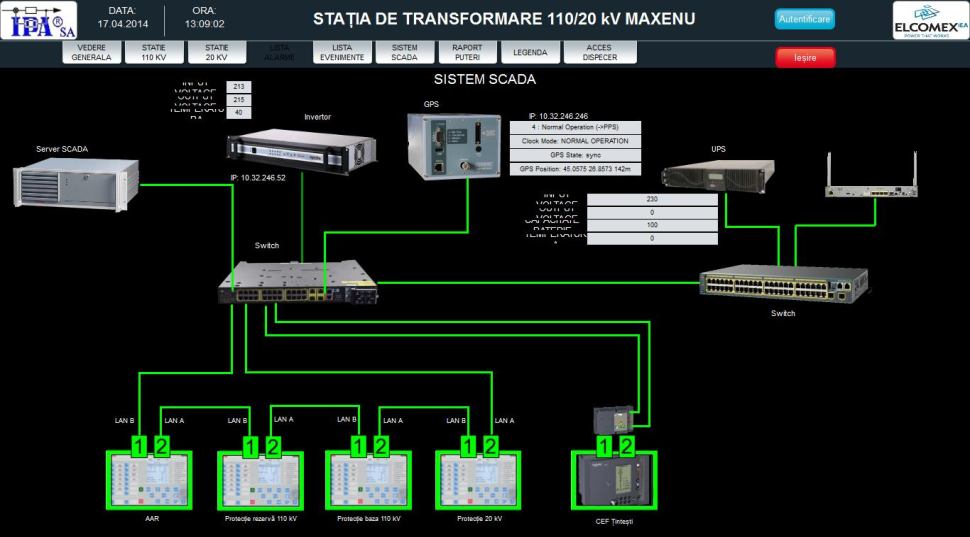 IPA® SA
DATA:
17.04.2014
ORA:
13:09:02
STAȚIA DE TRANSFORMARE 110/20 kV MAXENU
Autentificare
ELCOMEX IEA
POWER THAT WORKS
VEDERE
GENERALA
STATIE
110 KV
STATIE
20 KV
LISTA
ALARME
LISTA
EVENIMENTE
SISTEM
SCADA
RAPORT
PUTERI
LEGENDA
ACCES
DISPECER
Ieșire
SISTEM SCADA
INPUT
VOLTAGE
213
OUTPUT
VOLTAGE
215
40
Invertor
IP: 10.32.246.52
GPS
IP: 10.32.246.246
4 : Normal Operation (->PPS)
Clock Mode: NORMAL OPERATION
GPS State: sync
GPS Position: 45.0575 26.8573 142m
Server SCADA
UPS
INPUT
VOLTAGE
230
OUTPUT
VOLTAGE
0
CAPACITATE
BATERIE
100
0
Switch
Switch
LAN B
LAN A
LAN B
LAN A
LAN B
LAN A
LAN B
LAN A
1 2
1 2
1 2
1 2
1 2
AAR
Protecție rezervă 110 kV
Protecție baza 110 kV
Protecție 20 kV
CEF Țintești